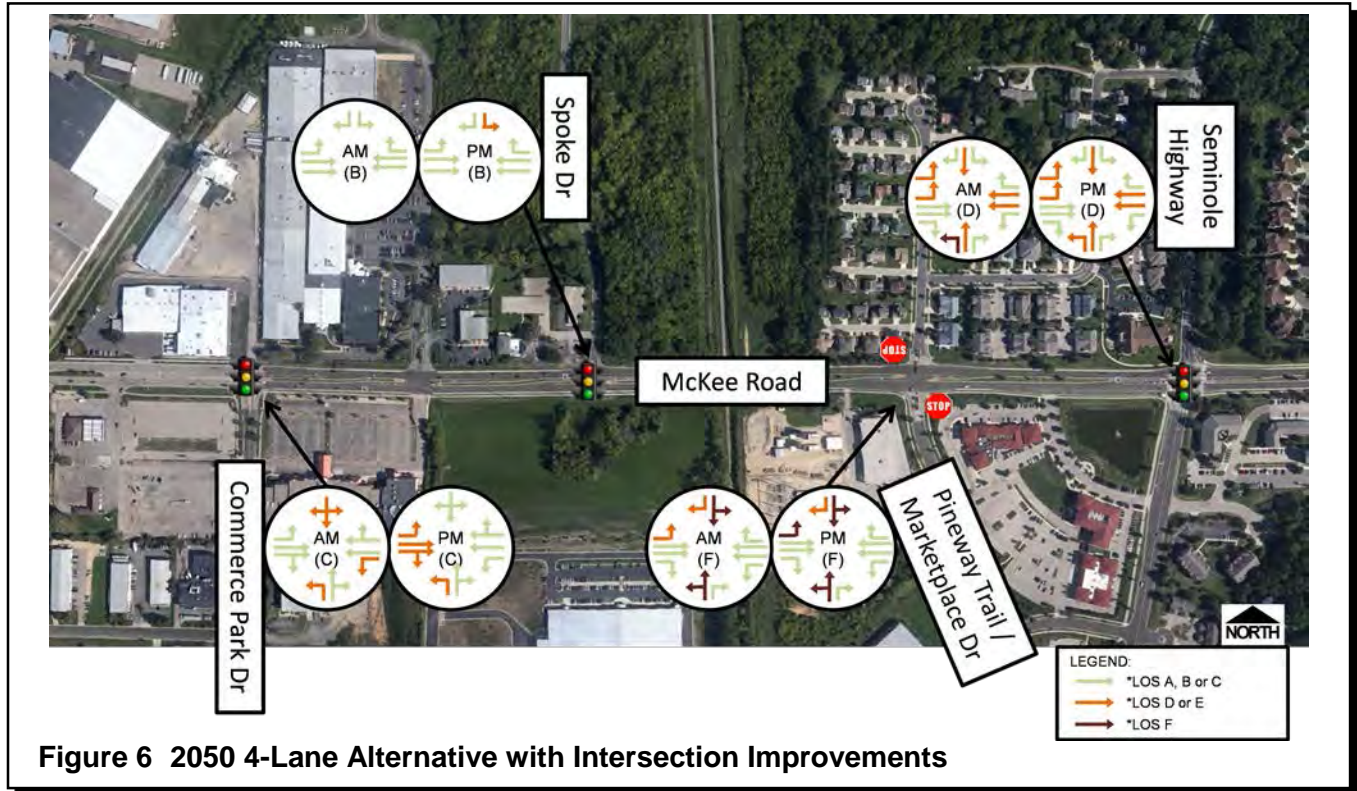 Spoke Dr
Seminole
Highway
AM
(B)
PM
(B)
AM
(D)
PM
(D)
STOP
McKee Road
STOP
Commerce Park Dr
AM
(C)
PM
(C)
AM
(F)
PM
(F)
Pineway Trail /
Marketplace Dr
NORTH
LEGEND:
*LOS A, B or C
*LOS D or E
*LOS F
Figure 6 2050 4-Lane Alternative with Intersection Improvements